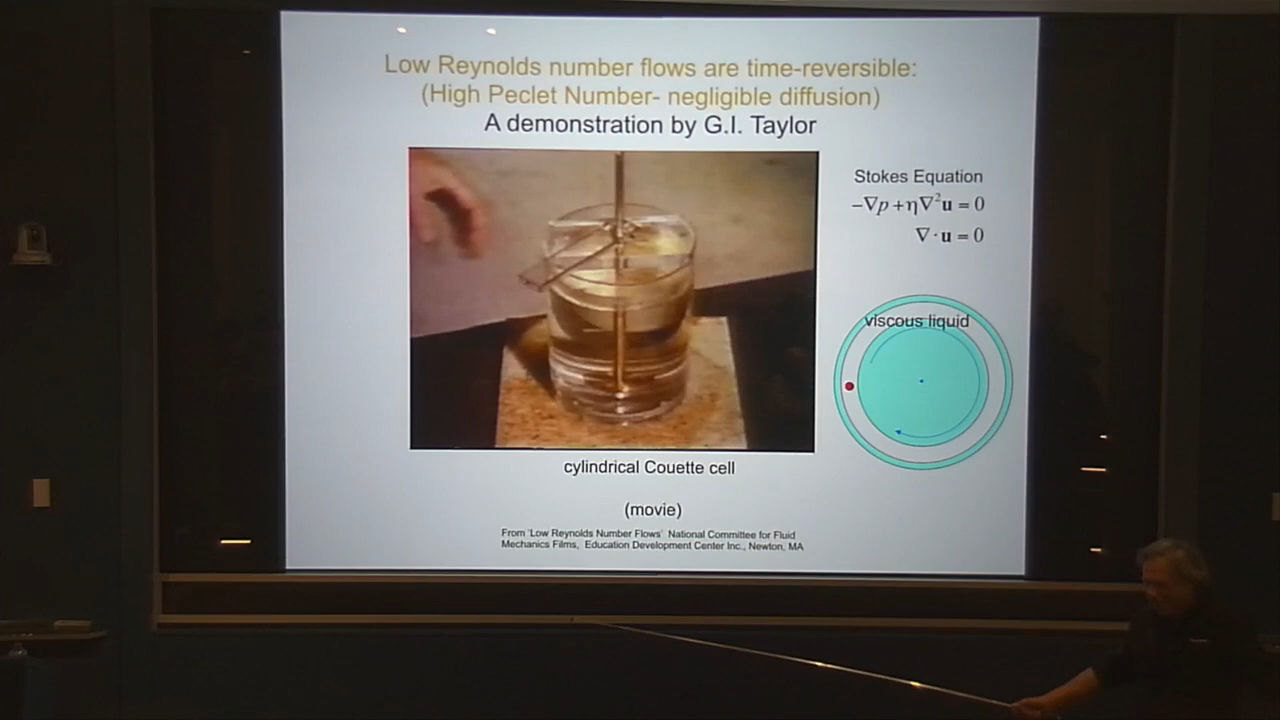 Low Reynolds number flows are time-reversible:
(High Peclet Number- negligible diffusion)
A demonstration by G.I. Taylor
Stokes Equation
−∇p + η∇²u = 0
∇·u = 0
viscous liquid
cylindrical Couette cell
(movie)
From 'Low Reynolds Number Flows' National Committee for Fluid
Mechanics Films, Education Development Center Inc., Newton, MA